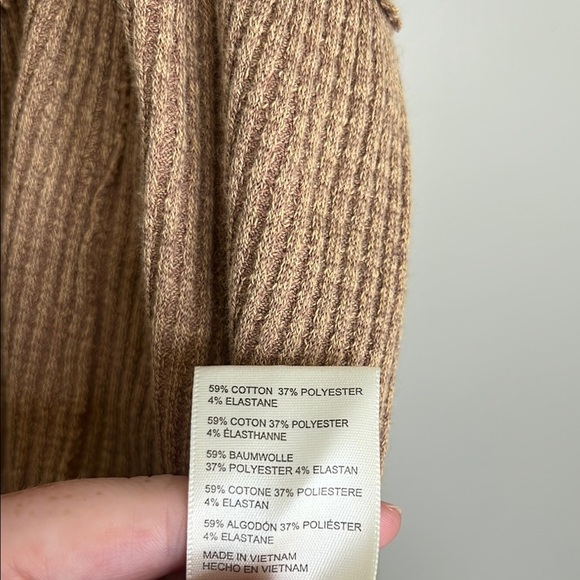 59% COTTON 37% POLYESTER
4% ELASTANE
59% COTON 37% POLYESTER
4% ÉLASTHANNE
59% BAUMWOLLE
37% POLYESTER 4% ELASTAN
59% COTONE 37% POLIESTERE
4% ELASTAN
59% ALGODÓN 37% POLIÉSTER
4% ELASTANE
MADE IN VIETNAM
HECHO EN VIETNAM